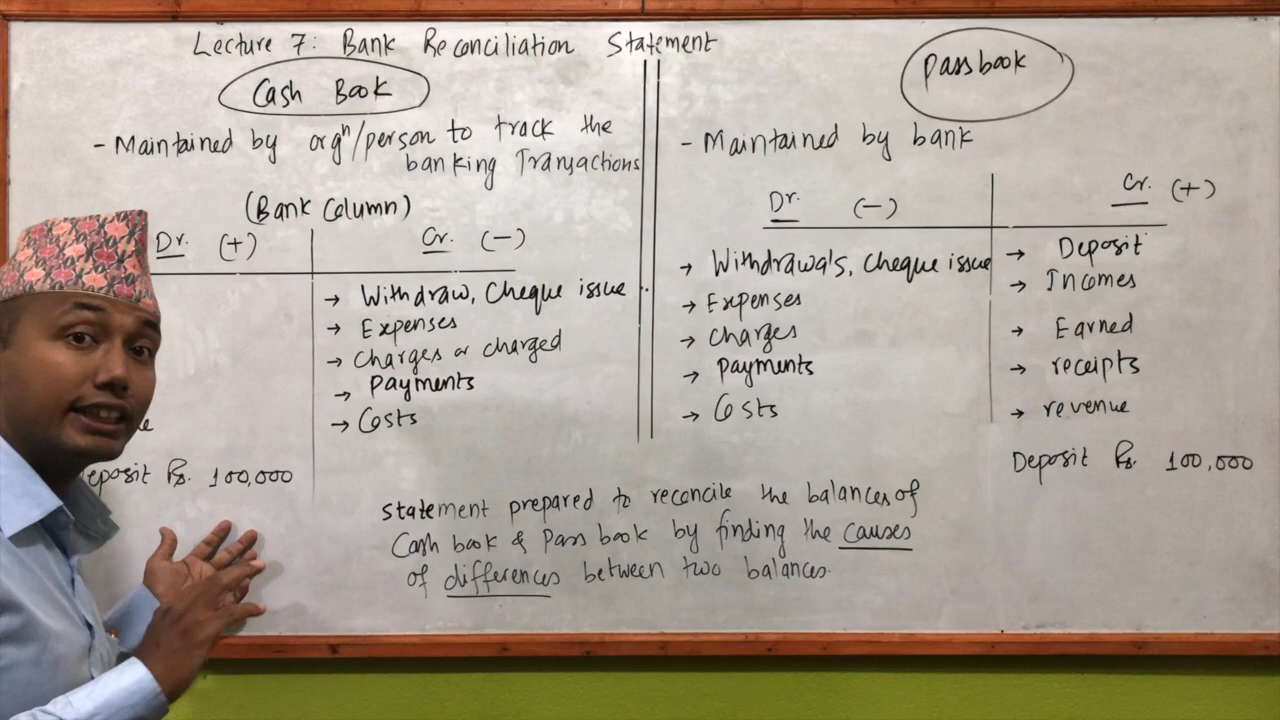 Lecture 7: Bank Reconciliation Statement
Cash Book
- Maintained by orgⁿ/person to track the
banking Transactions
(Bank Column)
Dr. (+)
Cr. (-)
→ Withdraw, Cheque issue
→ Expenses
→ Charges or charged
→ payments
→ Costs
eposit Rs. 100,000
Passbook
- Maintained by bank
Dr. (-)
Cr. (+)
→ Withdrawa's, Cheque issue
→ Expenses
→ Charges
→ payments
→ Costs
→ Deposit
→ Incomes
→ Earned
→ receipts
→ revenue
Deposit Rs. 100,000
statement prepared to reconcile the balances of
Cash book & Pass book by finding the causes
of differences between two balances.